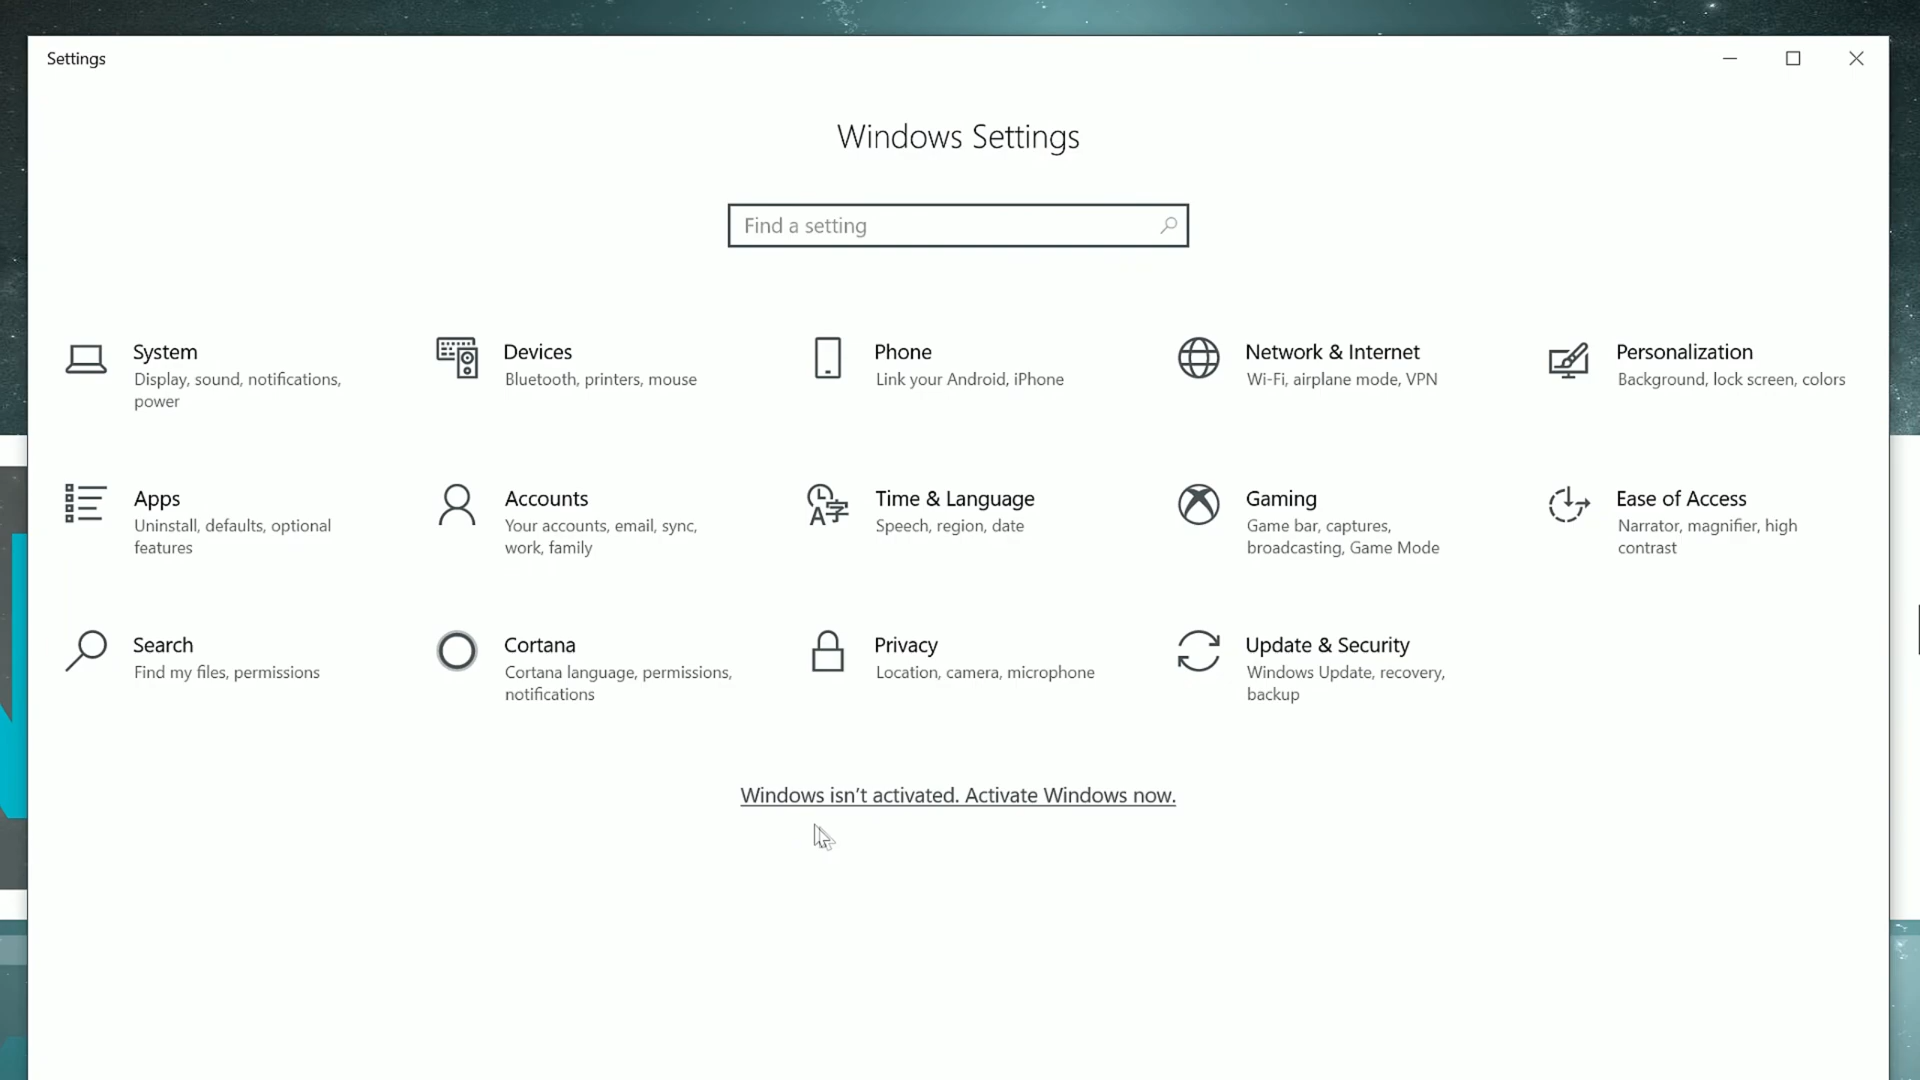 Settings
Windows Settings
Find a setting
System
Display, sound, notifications,
power
Devices
Bluetooth, printers, mouse
Phone
Link your Android, iPhone
Network & Internet
Wi-Fi, airplane mode, VPN
Personalization
Background, lock screen, colors
Apps
Uninstall, defaults, optional
features
Accounts
Your accounts, email, sync,
work, family
Time & Language
Speech, region, date
Gaming
Game bar, captures,
broadcasting, Game Mode
Ease of Access
Narrator, magnifier, high
contrast
Search
Find my files, permissions
Cortana
Cortana language, permissions,
notifications
Privacy
Location, camera, microphone
Update & Security
Windows Update, recovery,
backup
Windows isn't activated. Activate Windows now.